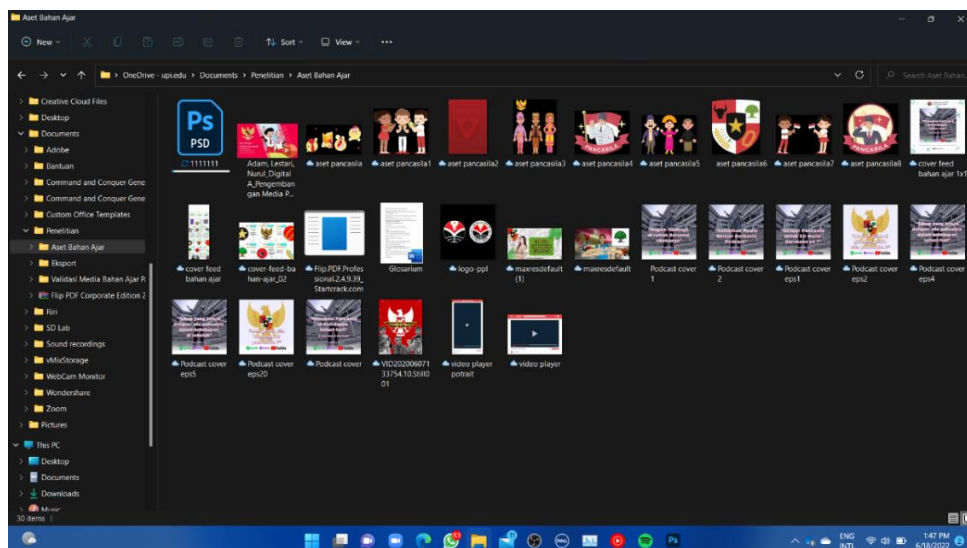 Aset Bahan Ajar
New
Sort
View
OneDrive - upi.edu > Documents > Penelitian > Aset Bahan Ajar
Search Aset Bahan
Creative Cloud Files
Desktop
Documents
Adobe
Bantuan
Command and Conquer Gene
Command and Conquer Gene
Custom Office Templates
Penelitian
Aset Bahan Ajar
Eksport
Validasi Media Bahan Ajar R
Flip PDF Corporate Edition 2
Riri
SD Lab
Sound recordings
vMixStorage
WebCam Monitor
Wondershare
Zoom
Pictures
This PC
Desktop
Documents
Downloads
Music
30 items
Ps
PSD
1111111
Adam, Lestari,
Nurul_Digital
A_Pengemban
gan Media P...
aset pancasila
aset pancasila1
aset pancasila2
aset pancasila3
PANCASILA
aset pancasila4
aset pancasila5
aset pancasila6
aset pancasila7
PANCASILA
aset pancasila8
cover feed
bahan ajar 1x1
cover feed
bahan ajar
cover-feed-ba
han-ajar_02
Flip.PDF.Profes
sional.2.4.9.39_
Startcrack.com
Glosarium
logo-ppl
maxresdefault
(1)
maxresdefault
Podcast cover
1
Podcast cover
2
Podcast cover
eps1
Podcast cover
eps2
Podcast cover
eps4
Podcast cover
eps5
Podcast cover
eps20
Podcast cover
VID202006071
33754.10.Still0
01
video player
potrait
video player
ENG
INTL
1:47 PM
6/18/2022